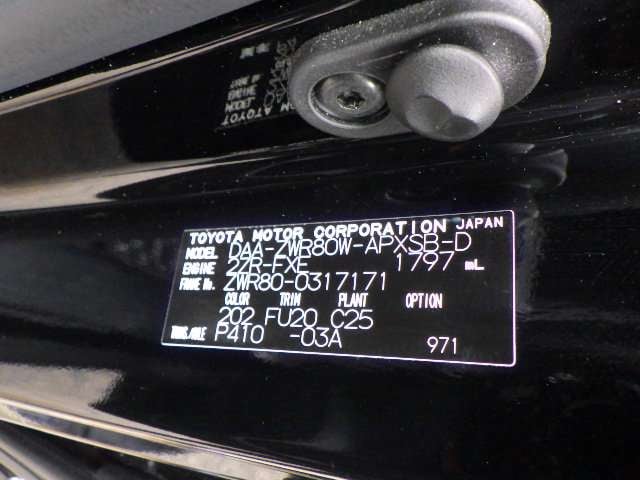 TOYOTA MOTOR CORPORATION JAPAN
MODEL DAA-ZWR80W-APXSB-D
ENGINE 2ZR-FXE 1797 mL
FRAME No. ZWR80-0317171
COLOR TRIM PLANT OPTION
202 FU20 C25
TRANS./AXLE P410 -03A 971